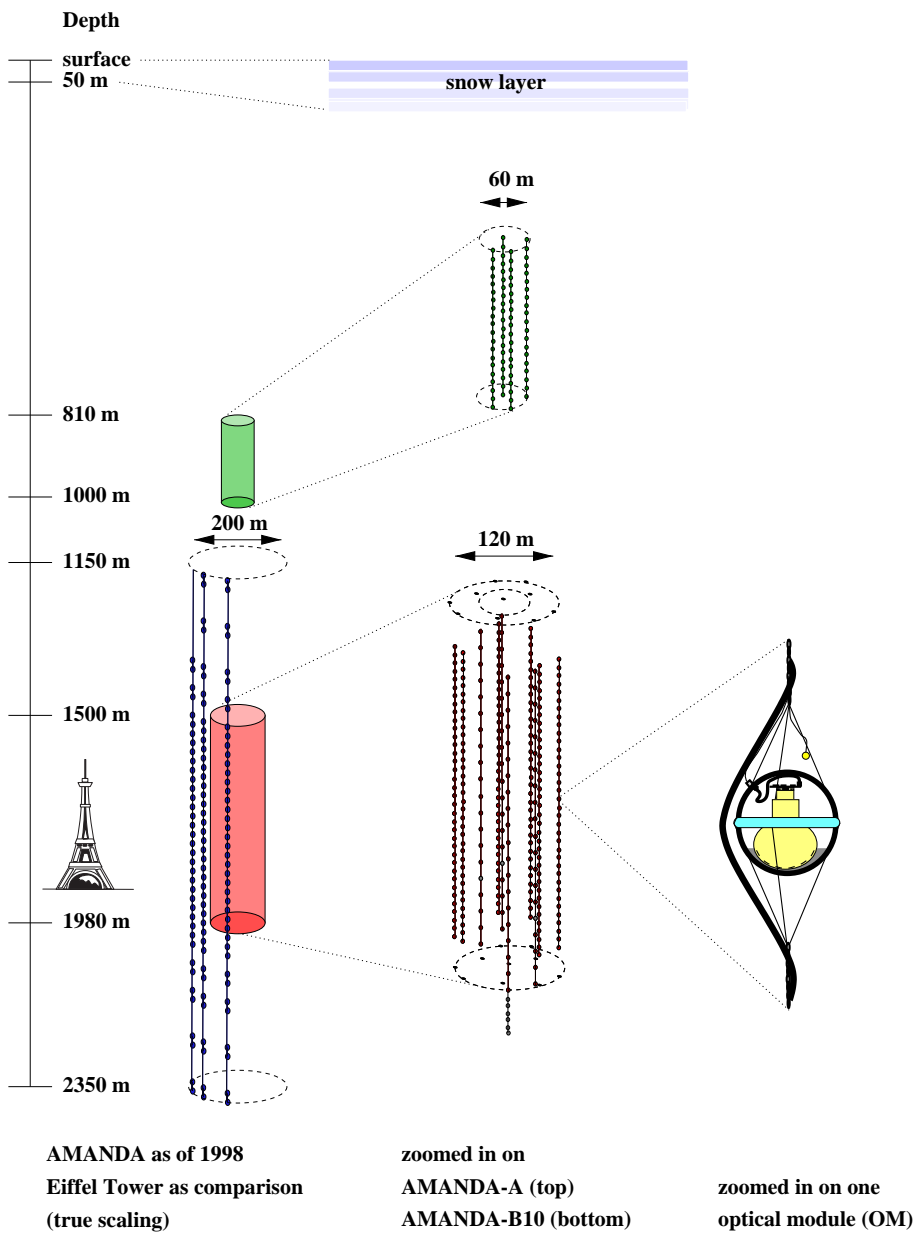 Depth
surface
50 m
snow layer
60 m
810 m
1000 m
200 m
120 m
1150 m
1500 m
1980 m
2350 m
AMANDA as of 1998
Eiffel Tower as comparison
(true scaling)
zoomed in on
AMANDA-A (top)
AMANDA-B10 (bottom)
zoomed in on one
optical module (OM)